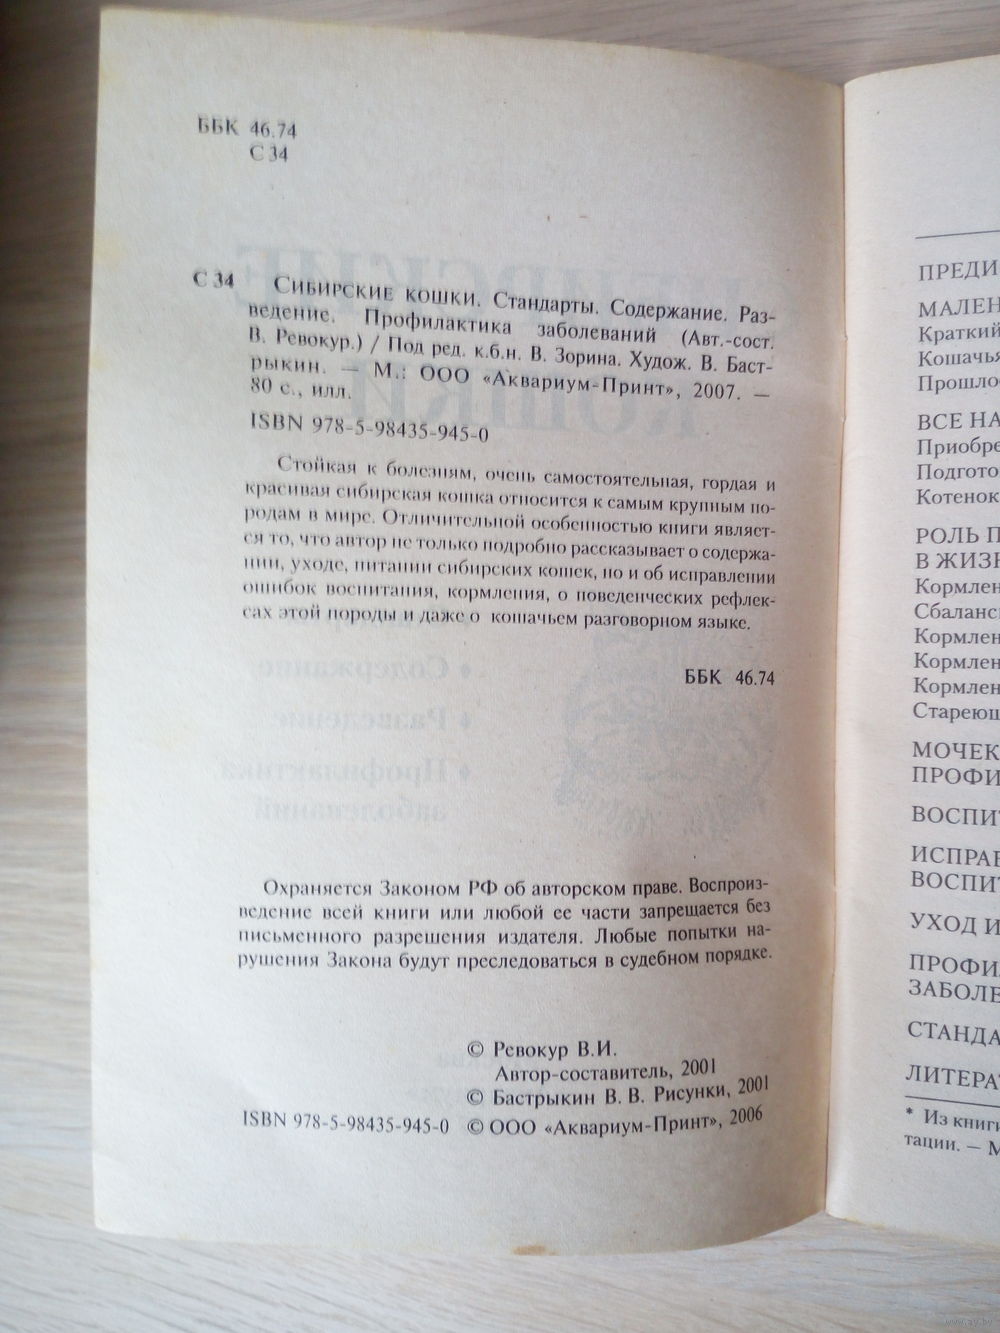 ББК 46.74
С 34
С 34 СИБИРСКИЕ КОШКИ. Стандарты. Содержание. Раз-
ведение. Профилактика заболеваний (Авт.-сост.
В. Ревокур.) / Под ред. к.б.н. В. Зорина. Худож. В. Баст-
рыкин. — М.: ООО «Аквариум-Принт», 2007. —
80 с., илл.
ISBN 978-5-98435-945-0
Стойкая к болезням, очень самостоятельная, гордая и
красивая сибирская кошка относится к самым крупным по-
родам в мире. Отличительной особенностью книги являет-
ся то, что автор не только подробно рассказывает о содержа-
нии, уходе, питании сибирских кошек, но и об исправлении
ошибок воспитания, кормления, о поведенческих рефлек-
сах этой породы и даже о кошачьем разговорном языке.
ББК 46.74
Охраняется Законом РФ об авторском праве. Воспроиз-
ведение всей книги или любой ее части запрещается без
письменного разрешения издателя. Любые попытки на-
рушения Закона будут преследоваться в судебном порядке.
© Ревокур В.И.
Автор-составитель, 2001
© Бастрыкин В. В. Рисунки, 2001
ISBN 978-5-98435-945-0 © ООО «Аквариум-Принт», 2006
ПРЕДИ
МАЛЕН
Краткий
Кошачья
Прошло
ВСЕ НА
Приобре
Подгото
Котенок
РОЛЬ П
В ЖИЗН
Кормлен
Сбаланс
Кормлен
Кормлен
Кормлен
Стареющ
МОЧЕК
ПРОФИ
ВОСПИТ
ИСПРАВ
ВОСПИТ
УХОД И
ПРОФИ
ЗАБОЛЕ
СТАНДА
ЛИТЕРАТ
* Из книги
тации. — М